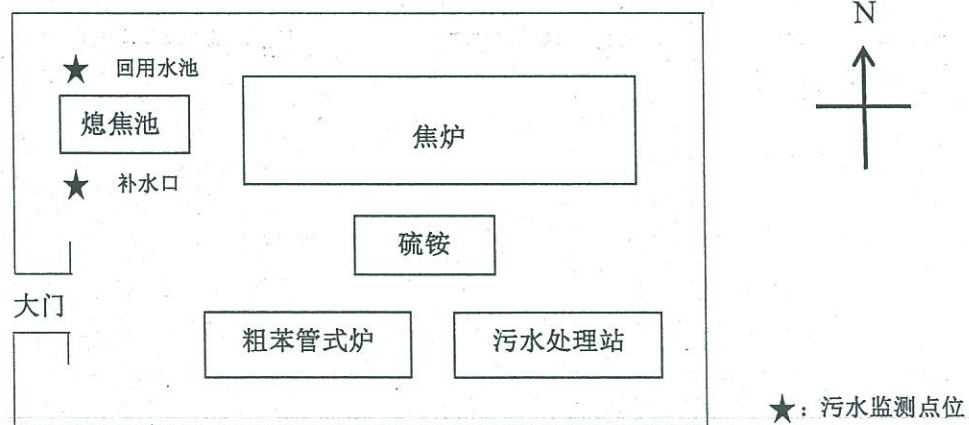 N
回用水池
熄焦池
焦炉
补水口
硫铵
大门
粗苯管式炉
污水处理站
★：污水监测点位